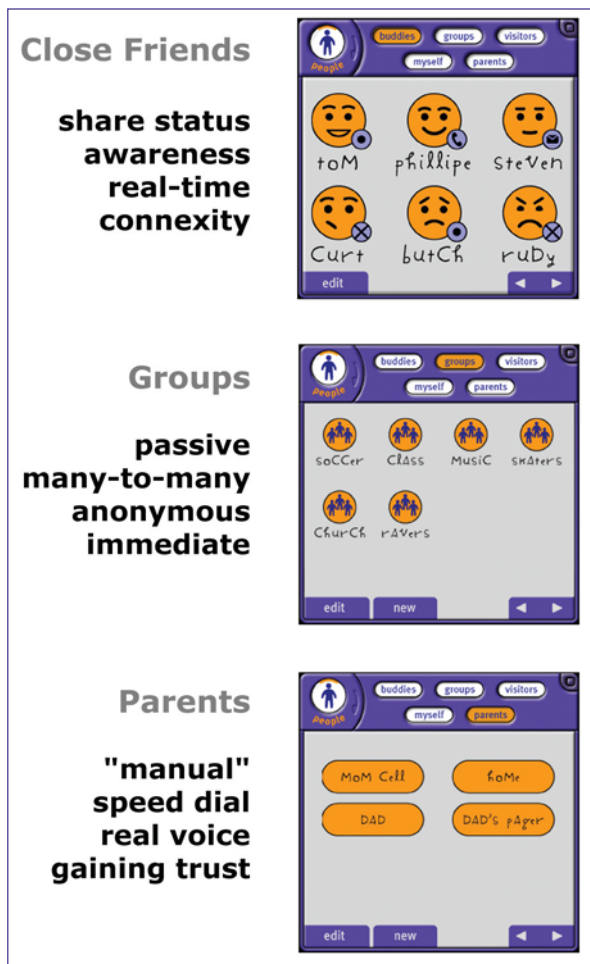 Close Friends
share status
awareness
real-time
connexity
people
buddies groups visitors
myself parents
toM phillipe steVen
Curt butCh ruDy
edit
Groups
passive
many-to-many
anonymous
immediate
people
buddies groups visitors
myself parents
soCCer ClAss MusiC skAters
ChurCh rAVers
edit new
Parents
"manual"
speed dial
real voice
gaining trust
people
buddies groups visitors
myself parents
MoM Cell hoMe
DAD DAD's pAger
edit new